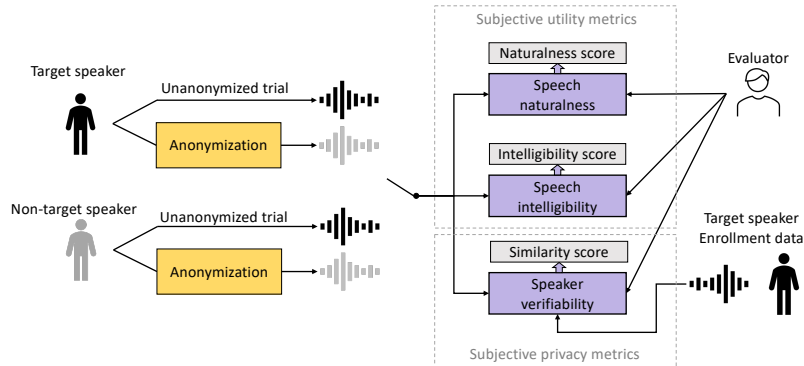 Subjective utility metrics
Naturalness score
Evaluator
Target speaker
Unanonymized trial
Speech
naturalness
Anonymization
Intelligibility score
Speech
intelligibility
Non-target speaker
Unanonymized trial
Target speaker
Enrollment data
Similarity score
Anonymization
Speaker
verifiability
Subjective privacy metrics